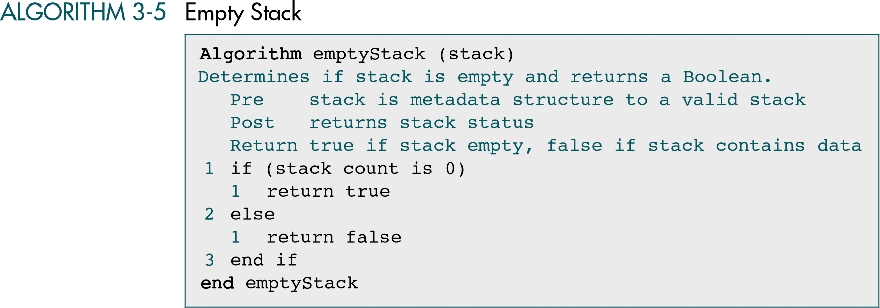 ALGORITHM 3-5 Empty Stack
Algorithm emptyStack (stack)
Determines if stack is empty and returns a Boolean.
Pre stack is metadata structure to a valid stack
Post returns stack status
Return true if stack empty, false if stack contains data
1 if (stack count is 0)
1 return true
2 else
1 return false
3 end if
end emptyStack